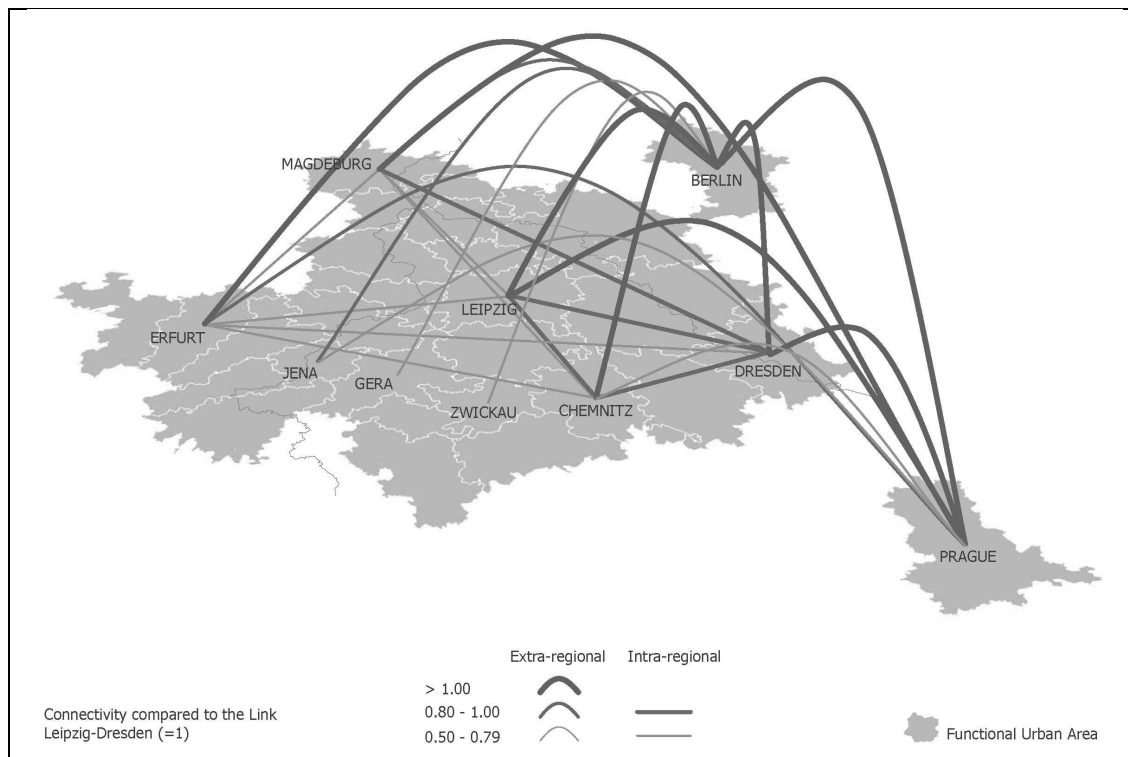 MAGDEBURG
BERLIN
LEIPZIG
ERFURT
JENA
GERA
DRESDEN
ZWICKAU
CHEMNITZ
PRAGUE
Extra-regional Intra-regional
> 1.00
0.80 - 1.00
0.50 - 0.79
Connectivity compared to the Link
Leipzig-Dresden (=1)
Functional Urban Area